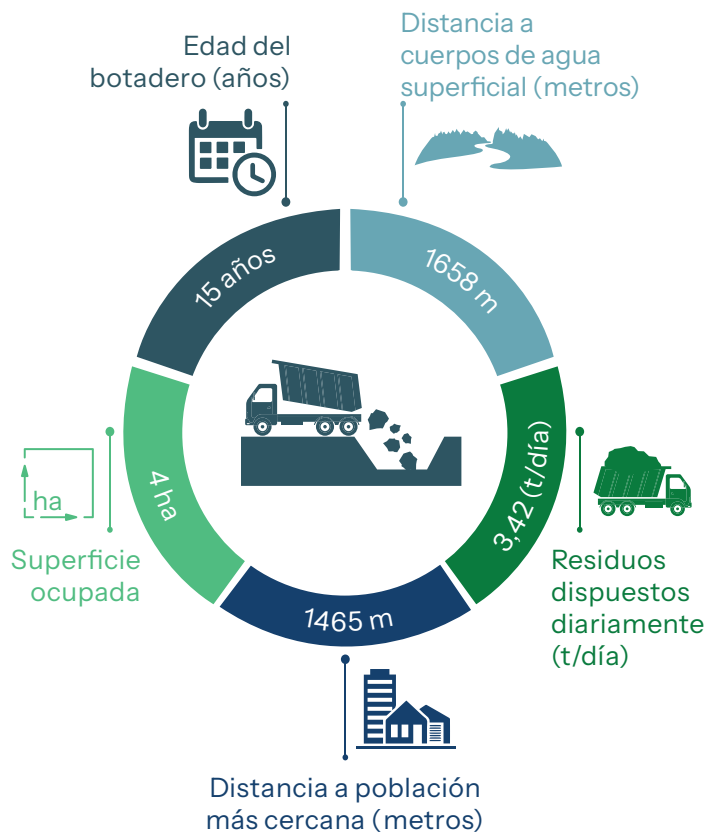 Edad del
botadero (años)
Distancia a
cuerpos de agua
superficial (metros)
15 años
1658 m
4 ha
3,42 (t/día)
1465 m
ha
Superficie
ocupada
Residuos
dispuestos
diariamente
(t/día)
Distancia a población
más cercana (metros)